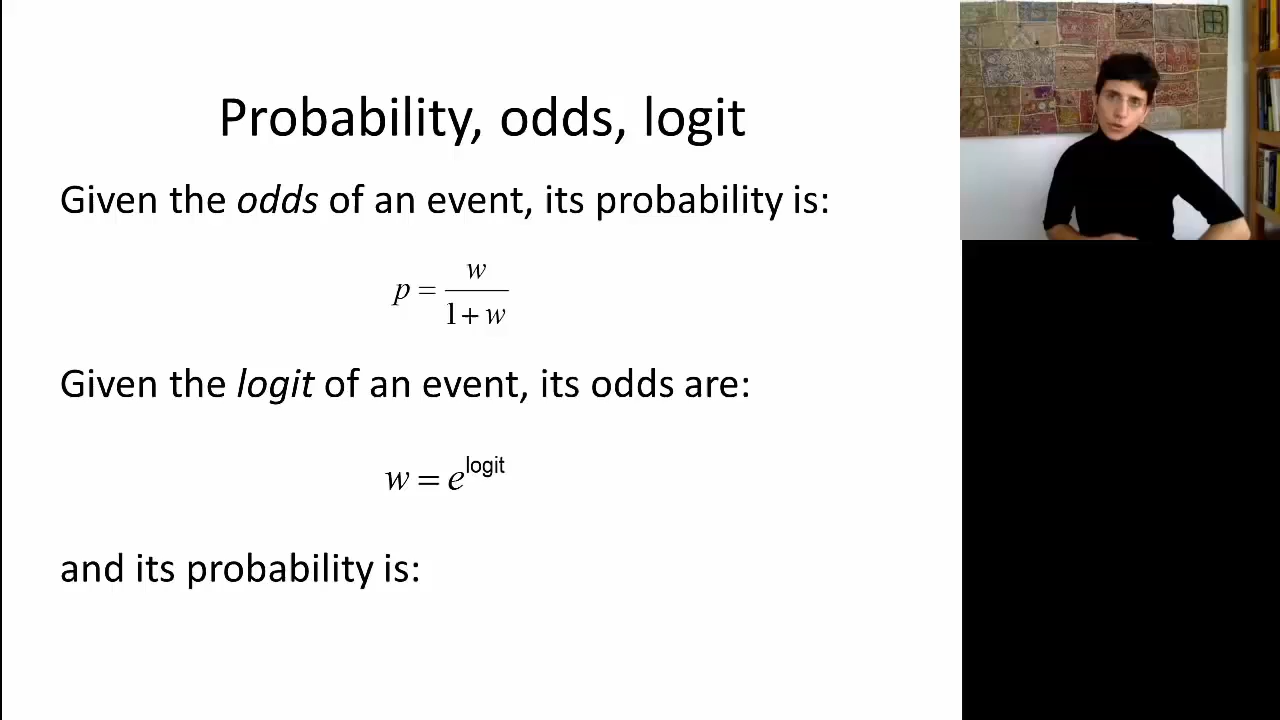 Probability, odds, logit
Given the odds of an event, its probability is:
p = w / 1 + w
Given the logit of an event, its odds are:
w = e^logit
and its probability is: